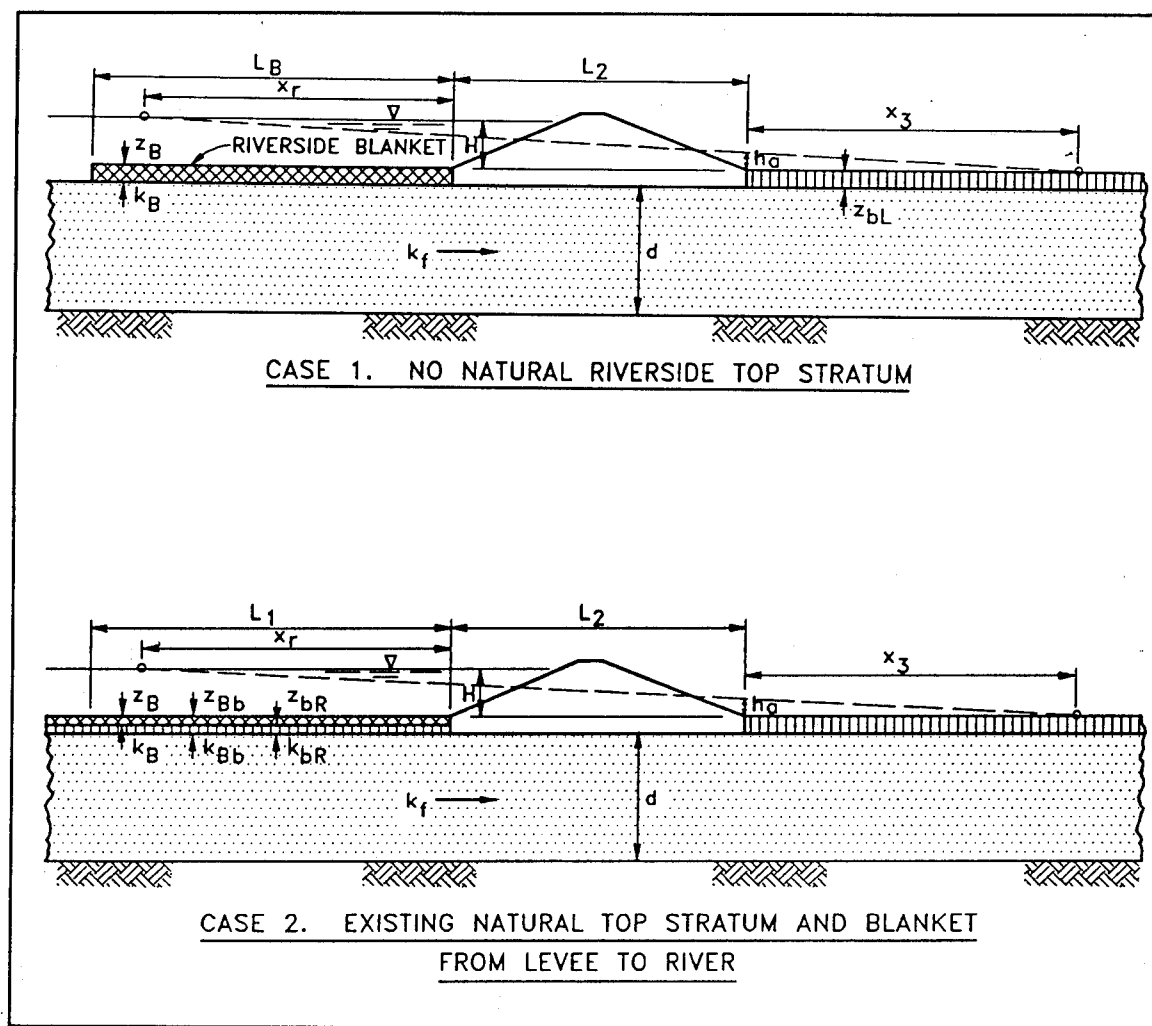 L_B
L_2
x_r
x_3
z_B
RIVERSIDE BLANKET
H
h_o
k_B
z_bL
k_f
d
CASE 1. NO NATURAL RIVERSIDE TOP STRATUM
L_1
L_2
x_r
x_3
z_B
z_Bb
z_bR
H
h_o
k_B
k_Bb
k_bR
k_f
d
CASE 2. EXISTING NATURAL TOP STRATUM AND BLANKET
FROM LEVEE TO RIVER